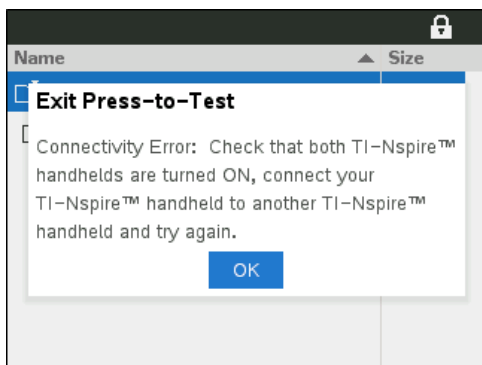 Name Size
Exit Press-to-Test
Connectivity Error: Check that both TI-Nspire™
handhelds are turned ON, connect your
TI-Nspire™ handheld to another TI-Nspire™
handheld and try again.
OK